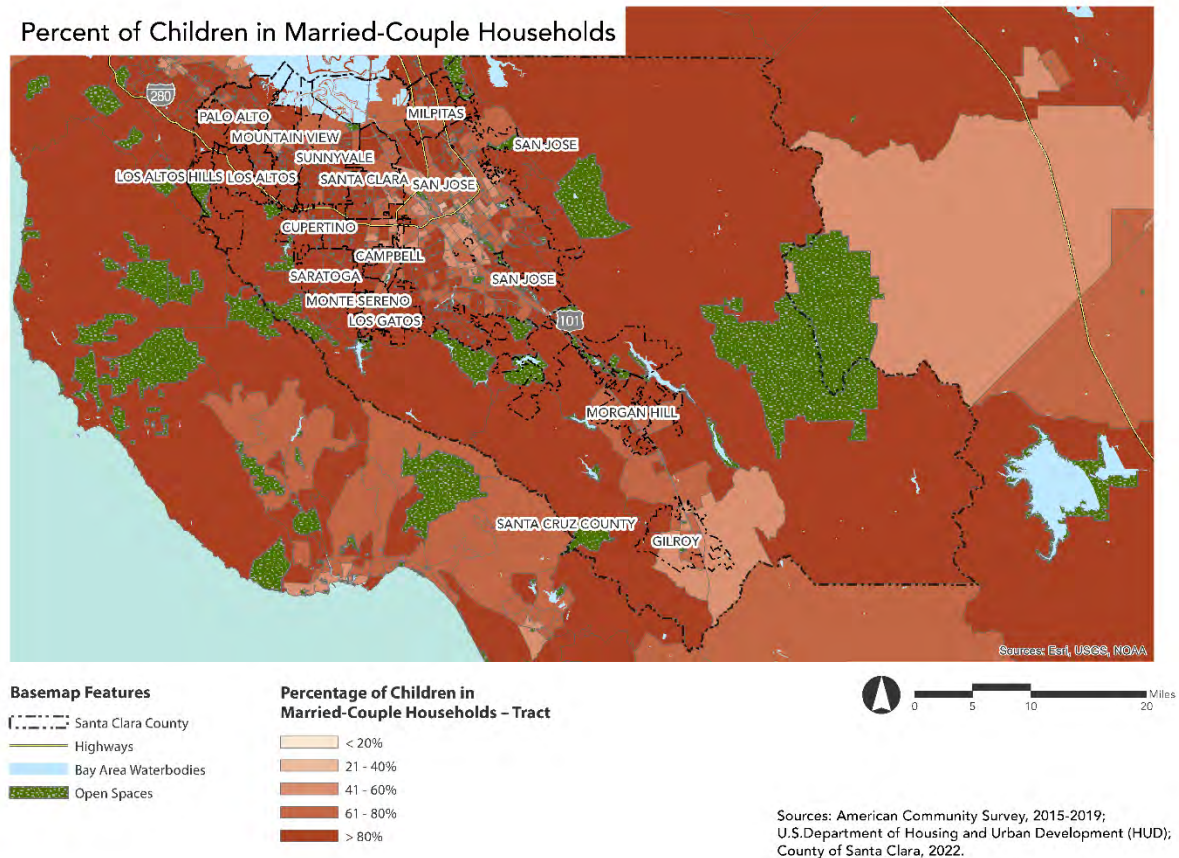 Percent of Children in Married-Couple Households
280
PALO ALTO
MILPITAS
MOUNTAIN VIEW
SAN JOSE
SUNNYVALE
LOS ALTOS HILLS
LOS ALTOS
SANTA CLARA
SAN JOSE
CUPERTINO
CAMPBELL
SARATOGA
SAN JOSE
MONTE SERENO
LOS GATOS
101
MORGAN HILL
SANTA CRUZ COUNTY
GILROY
Sources: Esri, USGS, NOAA
Basemap Features
Santa Clara County
Highways
Bay Area Waterbodies
Open Spaces
Percentage of Children in
Married-Couple Households – Tract
< 20%
21 - 40%
41 - 60%
61 - 80%
> 80%
Miles
0 5 10 20
Sources: American Community Survey, 2015-2019;
U.S.Department of Housing and Urban Development (HUD);
County of Santa Clara, 2022.